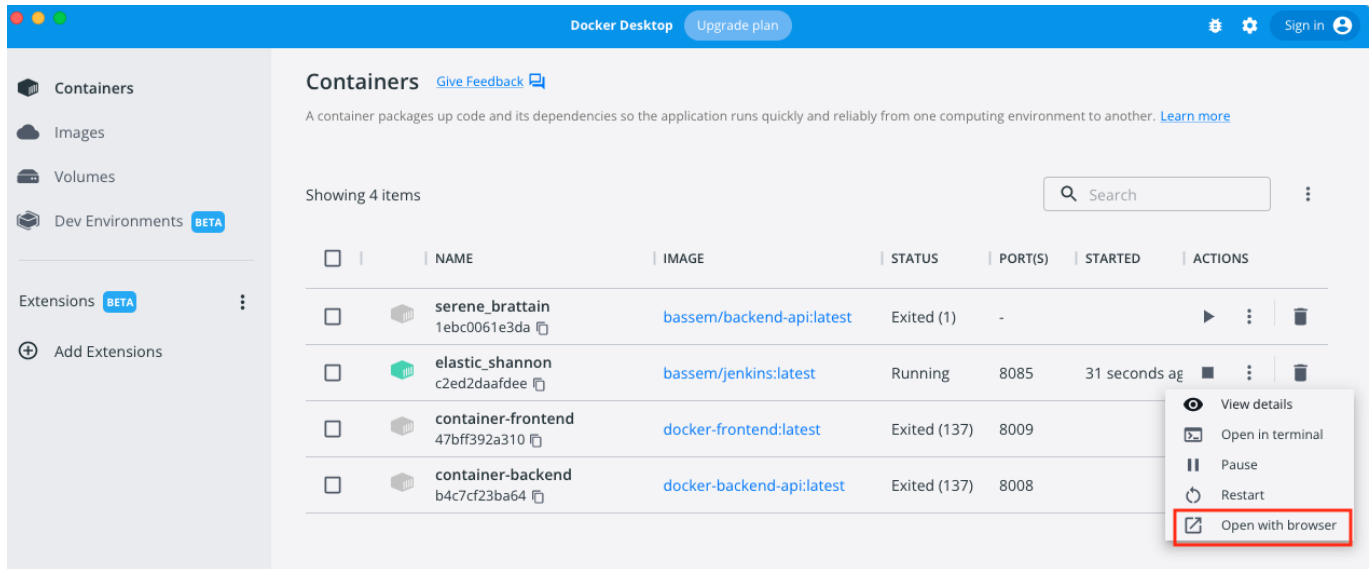 Docker Desktop Upgrade plan Sign in
Containers
Images
Volumes
Dev Environments BETA
Extensions BETA
Add Extensions
Containers Give Feedback
A container packages up code and its dependencies so the application runs quickly and reliably from one computing environment to another. Learn more
Showing 4 items Search
NAME IMAGE STATUS PORT(S) STARTED ACTIONS
serene_brattain
1ebc0061e3da
bassem/backend-api:latest Exited (1) -
elastic_shannon
c2ed2daafdee
bassem/jenkins:latest Running 8085 31 seconds ag
container-frontend
47bff392a310
docker-frontend:latest Exited (137) 8009
container-backend
b4c7cf23ba64
docker-backend-api:latest Exited (137) 8008
View details
Open in terminal
Pause
Restart
Open with browser